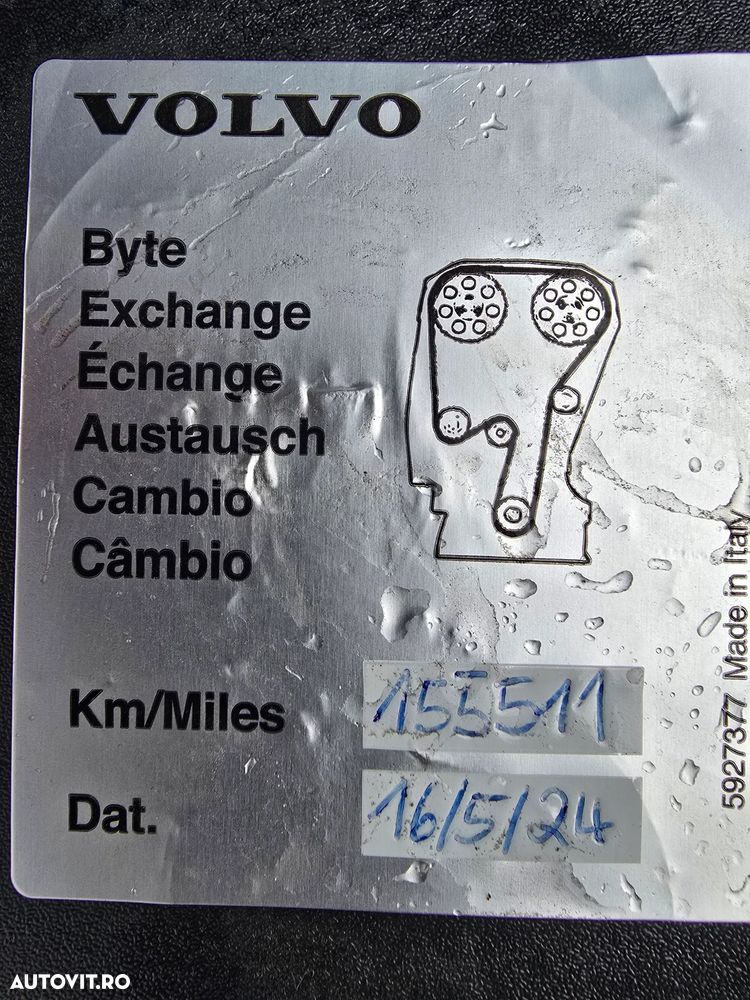 VOLVO
Byte
Exchange
Échange
Austausch
Cambio
Câmbio
Km/Miles 155511
Dat. 16/5/24
5927377 Made in Italy
AUTOVIT.RO